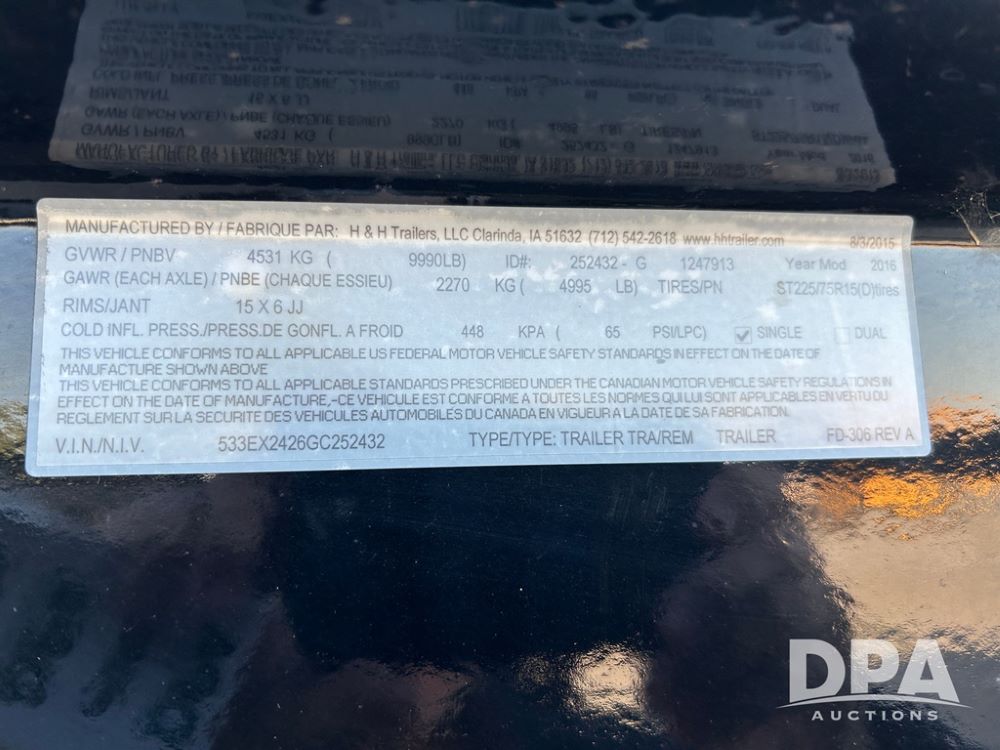 MANUFACTURED BY / FABRIQUE PAR: H & H Trailers, LLC Clarinda, IA 51632 (712) 542-2618 www.hhtrailer.com 8/3/2015
GVWR / PNBV 4531 KG ( 9990LB) ID#: 252432 - G 1247913 Year Mod 2016
GAWR (EACH AXLE) / PNBE (CHAQUE ESSIEU) 2270 KG ( 4995 LB) TIRES/PN ST225/75R15(D)tires
RIMS/JANT 15 X 6 JJ
COLD INFL. PRESS./PRESS.DE GONFL. A FROID 448 KPA ( 65 PSI/LPC) SINGLE DUAL
THIS VEHICLE CONFORMS TO ALL APPLICABLE US FEDERAL MOTOR VEHICLE SAFETY STANDARDS IN EFFECT ON THE DATE OF
MANUFACTURE SHOWN ABOVE
THIS VEHICLE CONFORMS TO ALL APPLICABLE STANDARDS PRESCRIBED UNDER THE CANADIAN MOTOR VEHICLE SAFETY REGULATIONS IN
EFFECT ON THE DATE OF MANUFACTURE,-CE VEHICULE EST CONFORME A TOUTES LES NORMES QUI LUI SONT APPLICABLES EN VERTU DU
REGLEMENT SUR LA SECURITE DES VEHICULES AUTOMOBILES DU CANADA EN VIGUEUR A LA DATE DE SA FABRICATION.
V.I.N./N.I.V. 533EX2426GC252432 TYPE/TYPE: TRAILER TRA/REM TRAILER FD-306 REV A
DPA
AUCTIONS